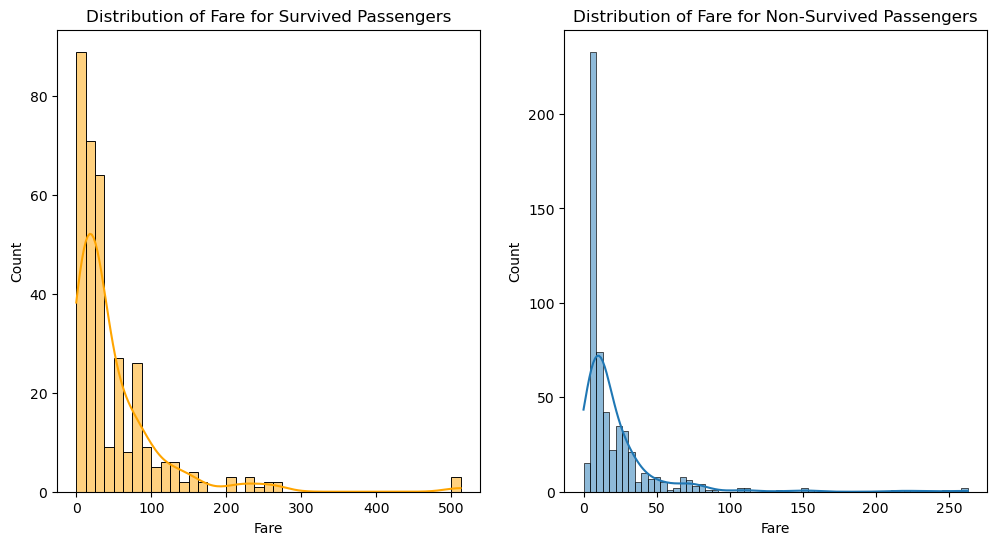 Distribution of Fare for Survived Passengers
Count
80
60
40
20
0
0 100 200 300 400 500
Fare
Distribution of Fare for Non-Survived Passengers
Count
200
150
100
50
0
0 50 100 150 200 250
Fare